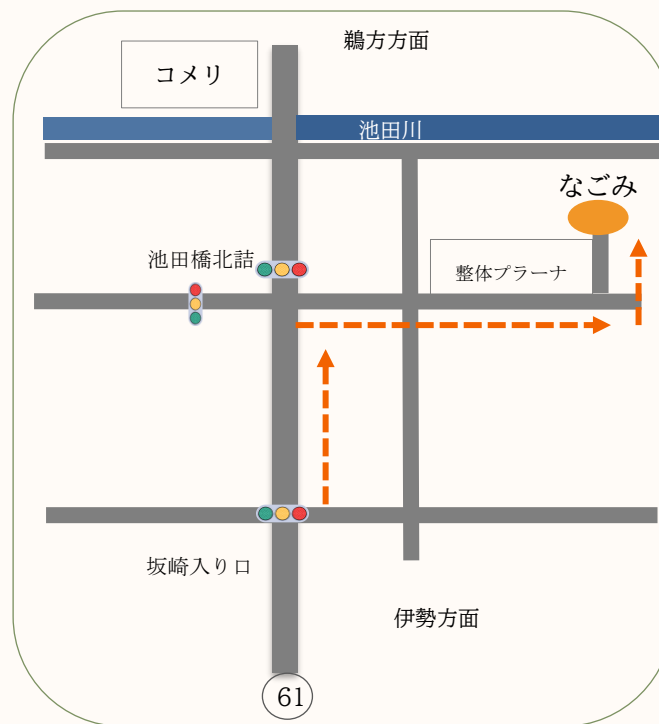 鵜方方面
コメリ
池田川
なごみ
池田橋北詰
整体プラーナ
坂崎入り口
伊勢方面
61